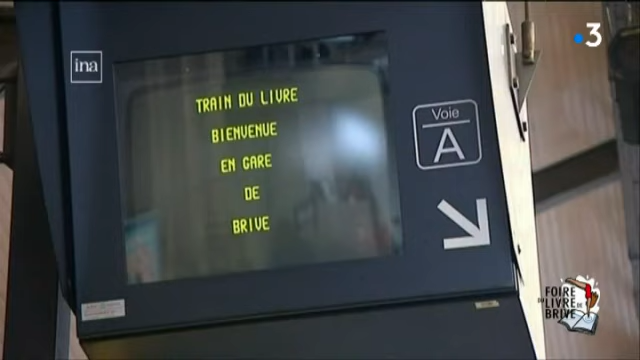 ina
3
TRAIN DU LIVRE
BIENVENUE
EN GARE
DE
BRIVE
Voie
A
FOIRE
DU LIVRE DE
BRIVE